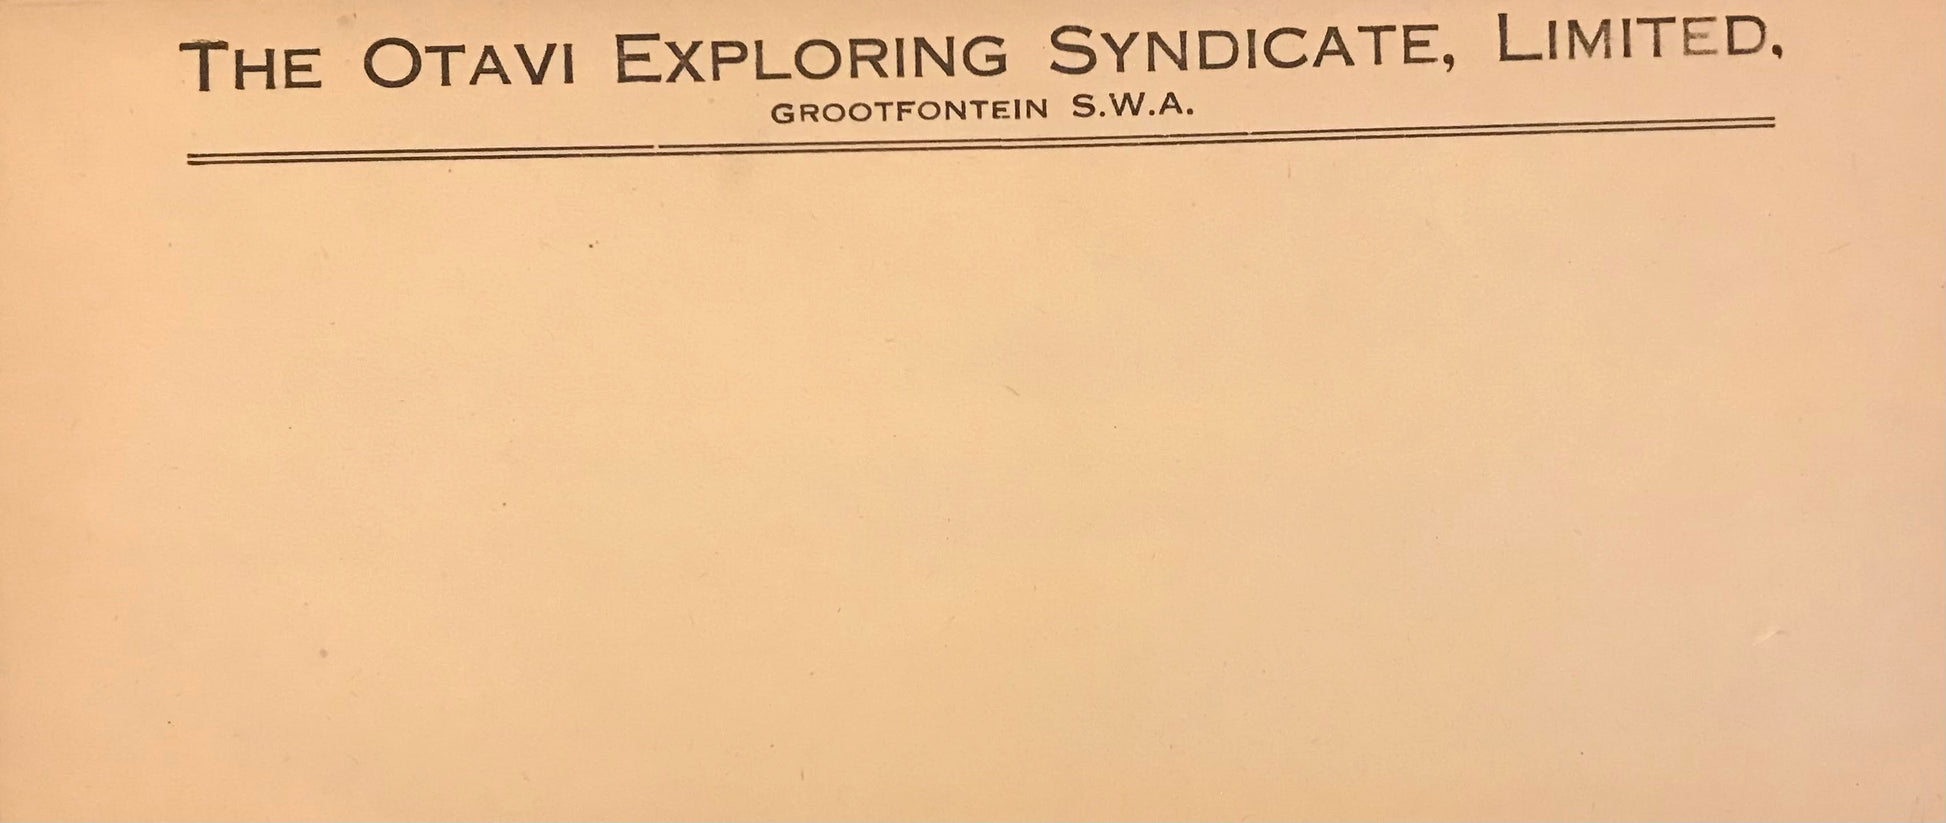 THE OTAVI EXPLORING SYNDICATE, LIMITED,
GROOTFONTEIN S.W.A.